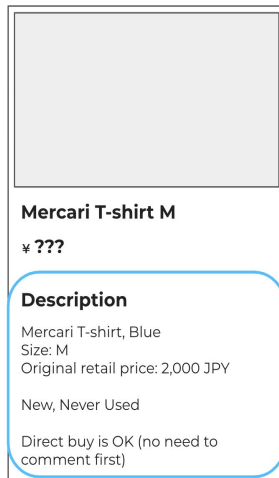 Mercari T-shirt M
¥ ???
Description
Mercari T-shirt, Blue
Size: M
Original retail price: 2,000 JPY
New, Never Used
Direct buy is OK (no need to
comment first)